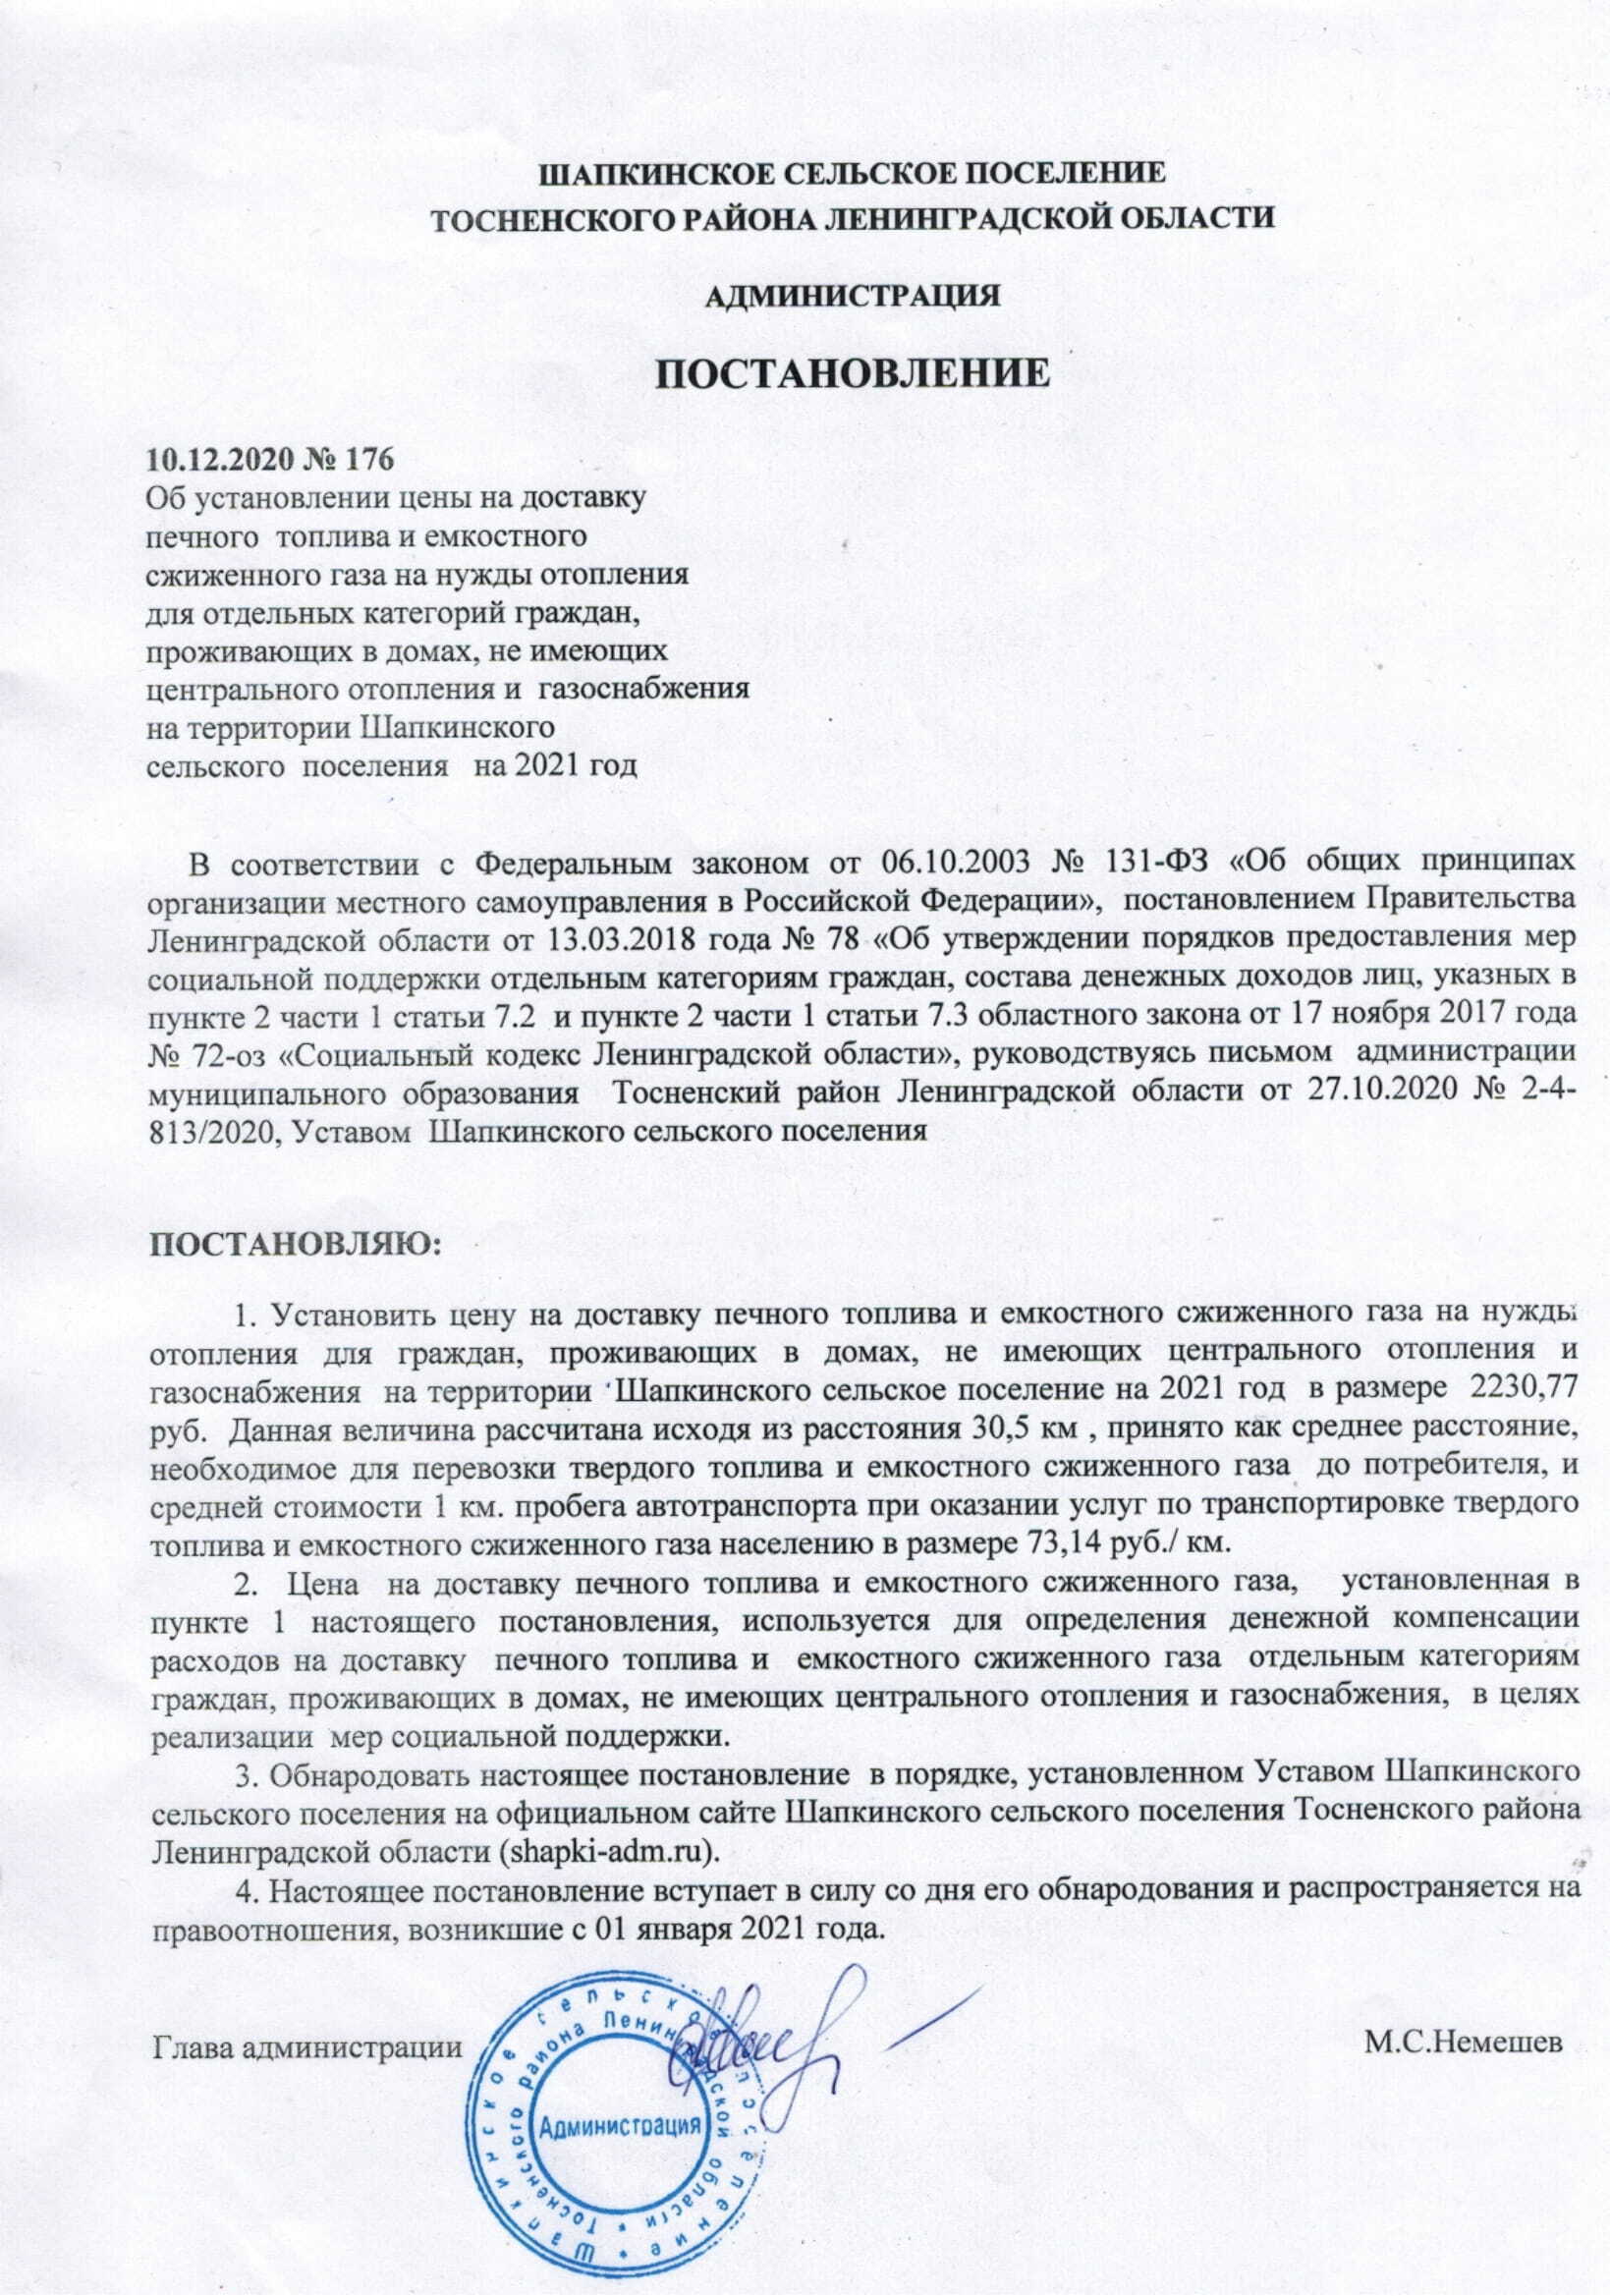 ШАПКИНСКОЕ СЕЛЬСКОЕ ПОСЕЛЕНИЕ
ТОСНЕНСКОГО РАЙОНА ЛЕНИНГРАДСКОЙ ОБЛАСТИ
АДМИНИСТРАЦИЯ
ПОСТАНОВЛЕНИЕ
10.12.2020 № 176
Об установлении цены на доставку
печного топлива и емкостного
сжиженного газа на нужды отопления
для отдельных категорий граждан,
проживающих в домах, не имеющих
центрального отопления и газоснабжения
на территории Шапкинского
сельского поселения на 2021 год
В соответствии с Федеральным законом от 06.10.2003 № 131-ФЗ «Об общих принципах
организации местного самоуправления в Российской Федерации», постановлением Правительства
Ленинградской области от 13.03.2018 года № 78 «Об утверждении порядков предоставления мер
социальной поддержки отдельным категориям граждан, состава денежных доходов лиц, указных в
пункте 2 части 1 статьи 7.2 и пункте 2 части 1 статьи 7.3 областного закона от 17 ноября 2017 года
№ 72-оз «Социальный кодекс Ленинградской области», руководствуясь письмом администрации
муниципального образования Тосненский район Ленинградской области от 27.10.2020 № 2-4-
813/2020, Уставом Шапкинского сельского поселения
ПОСТАНОВЛЯЮ:
1. Установить цену на доставку печного топлива и емкостного сжиженного газа на нужды
отопления для граждан, проживающих в домах, не имеющих центрального отопления и
газоснабжения на территории Шапкинского сельское поселение на 2021 год в размере 2230,77
руб. Данная величина рассчитана исходя из расстояния 30,5 км , принято как среднее расстояние,
необходимое для перевозки твердого топлива и емкостного сжиженного газа до потребителя, и
средней стоимости 1 км. пробега автотранспорта при оказании услуг по транспортировке твердого
топлива и емкостного сжиженного газа населению в размере 73,14 руб./ км.
2. Цена на доставку печного топлива и емкостного сжиженного газа, установленная в
пункте 1 настоящего постановления, используется для определения денежной компенсации
расходов на доставку печного топлива и емкостного сжиженного газа отдельным категориям
граждан, проживающих в домах, не имеющих центрального отопления и газоснабжения, в целях
реализации мер социальной поддержки.
3. Обнародовать настоящее постановление в порядке, установленном Уставом Шапкинского
сельского поселения на официальном сайте Шапкинского сельского поселения Тосненского района
Ленинградской области (shapki-adm.ru).
4. Настоящее постановление вступает в силу со дня его обнародования и распространяется на
правоотношения, возникшие с 01 января 2021 года.
Глава администрации М.С.Немешев
Шапкинское сельское поселение
Тосненского района Ленинградской области
Администрация